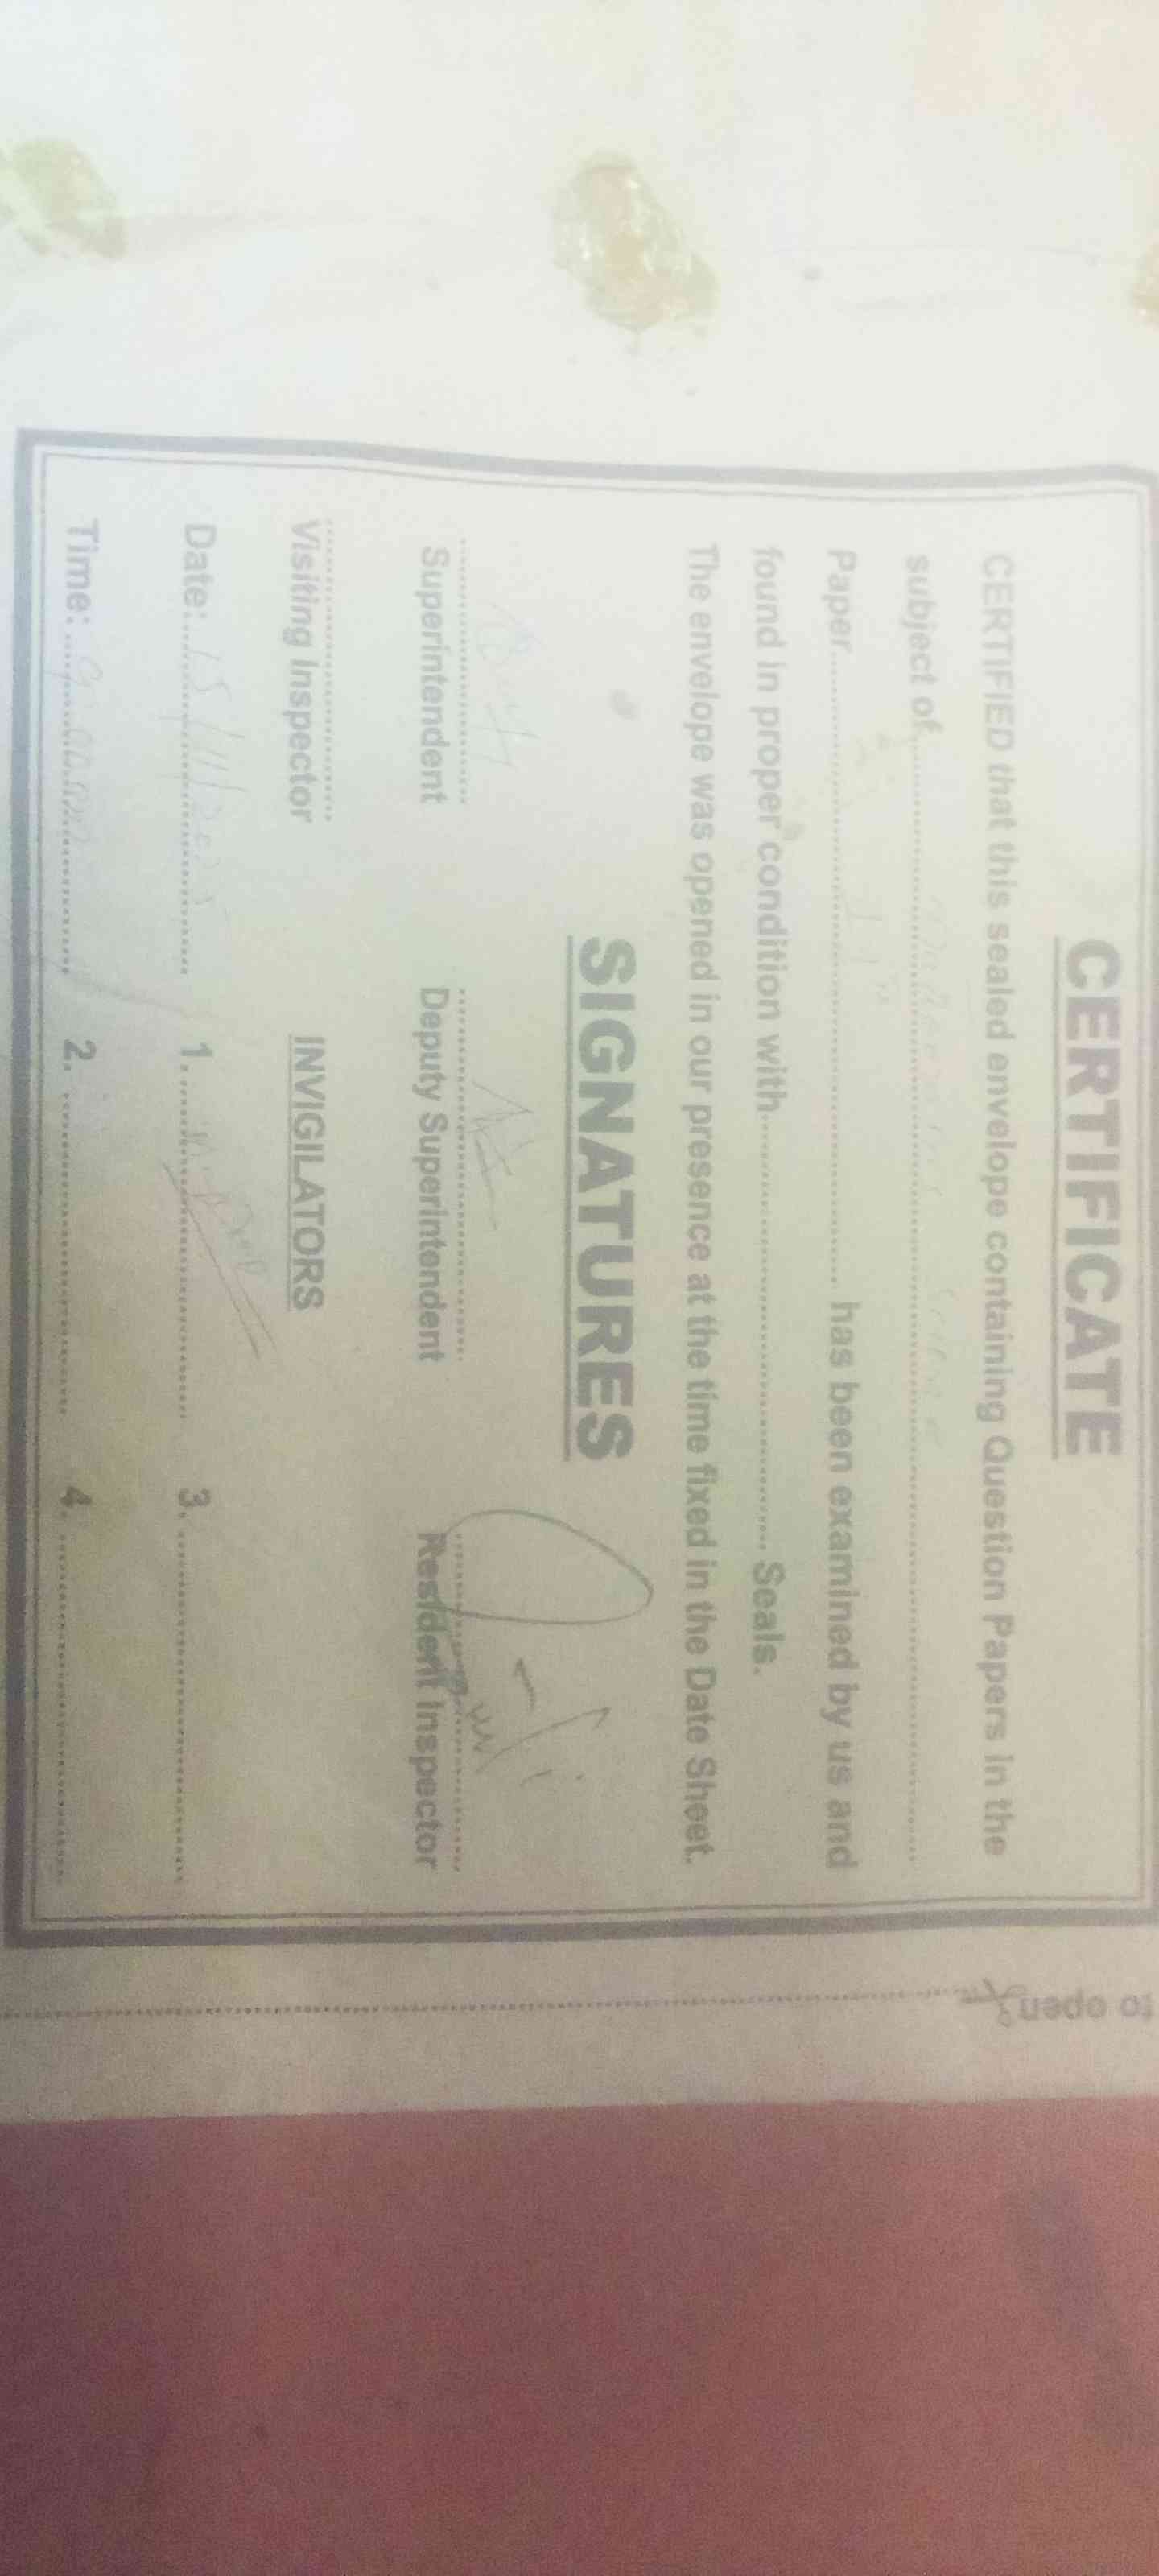 CERTIFICATE
CERTIFIED that this sealed envelope containing Question Papers in the
subject of
Paper has been examined by us and
found in proper condition with Seals.
The envelope was opened in our presence at the time fixed in the Date Sheet.
SIGNATURES
Superintendent Deputy Superintendent Resident Inspector
Visiting Inspector INVIGILATORS
Date: 1. 3.
Time: 2. 4.
to open